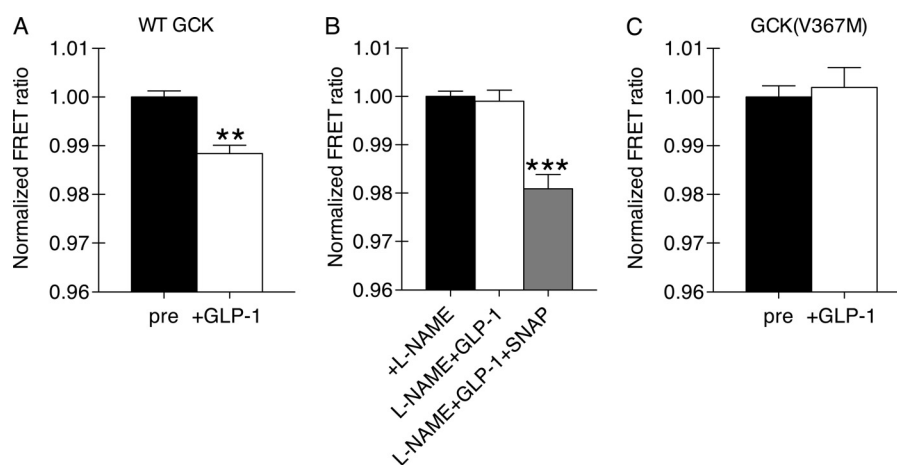 A
WT GCK
Normalized FRET ratio
1.01
1.00
0.99
0.98
0.97
0.96
**
pre +GLP-1
B
Normalized FRET ratio
1.01
1.00
0.99
0.98
0.97
0.96
***
+L-NAME
L-NAME+GLP-1
L-NAME+GLP-1+SNAP
C
GCK(V367M)
Normalized FRET ratio
1.01
1.00
0.99
0.98
0.97
0.96
pre +GLP-1